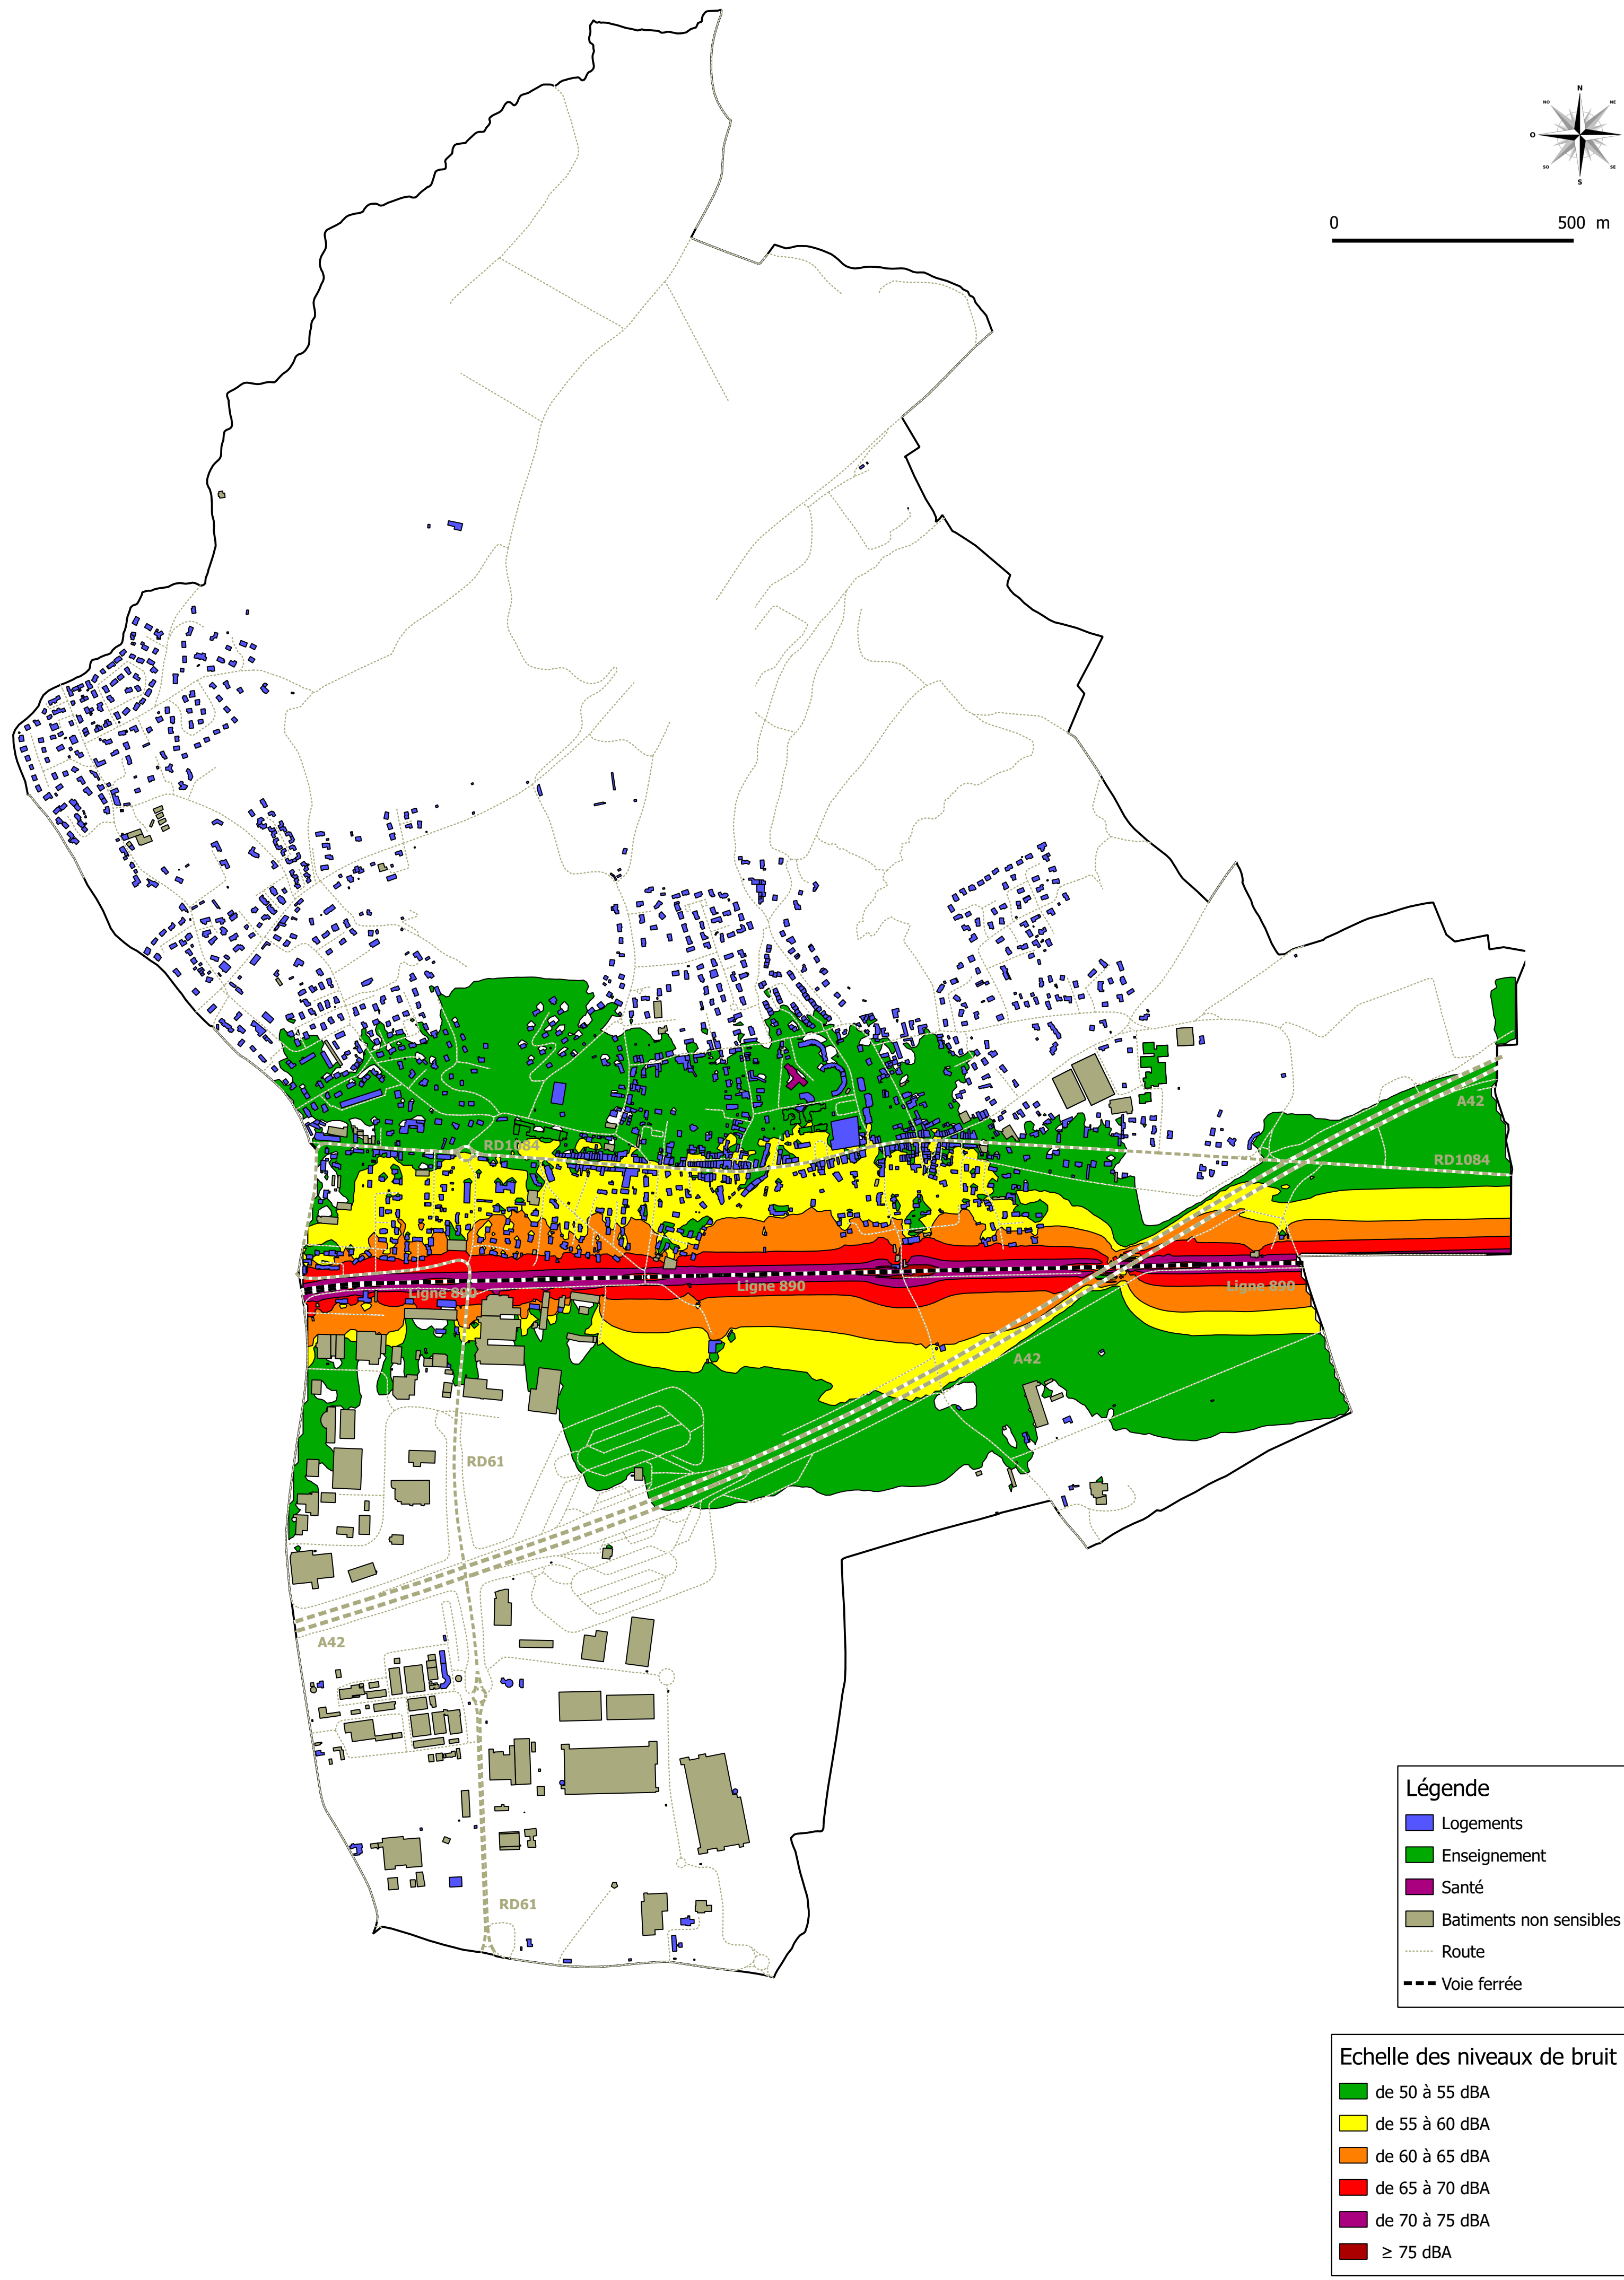 N
NO
NE
O
SO
SE
S
0
500 m
A42
RD1084
RD1084
Ligne 890
Ligne 890
Ligne 890
A42
RD61
A42
RD61
Légende
Logements
Enseignement
Santé
Batiments non sensibles
Route
Voie ferrée
Echelle des niveaux de bruit
de 50 à 55 dBA
de 55 à 60 dBA
de 60 à 65 dBA
de 65 à 70 dBA
de 70 à 75 dBA
≥ 75 dBA